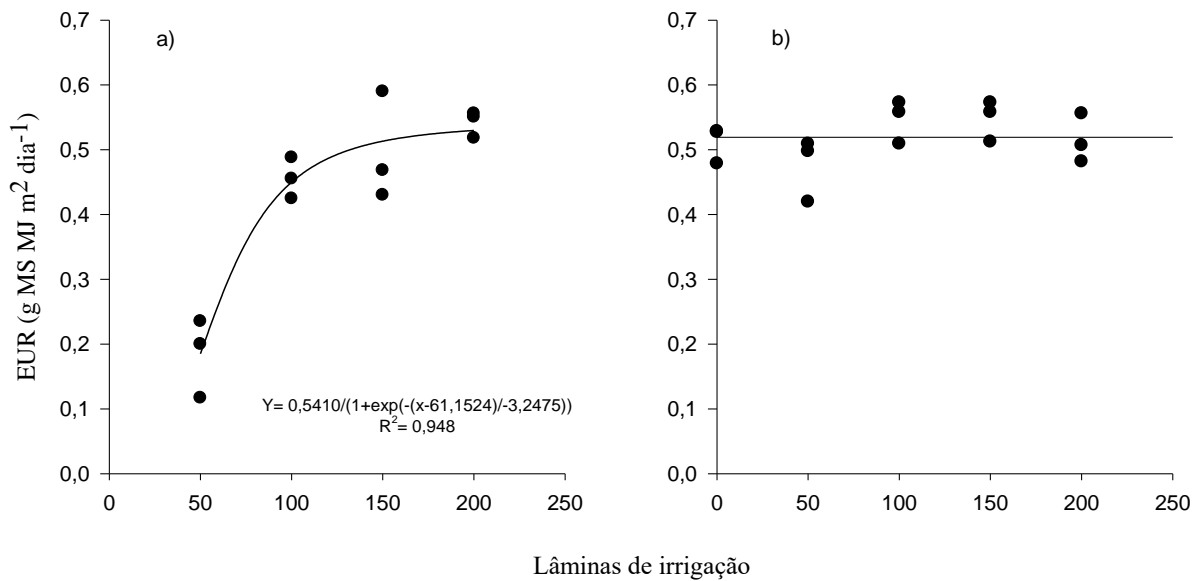 a)
EUR (g MS MJ m² dia⁻¹)
0,7
0,6
0,5
0,4
0,3
0,2
0,1
0,0
Y= 0,5410/(1+exp(-(x-61,1524)/-3,2475))
R²= 0,948
0 50 100 150 200 250
b)
0,7
0,6
0,5
0,4
0,3
0,2
0,1
0,0
0 50 100 150 200 250
Lâminas de irrigação